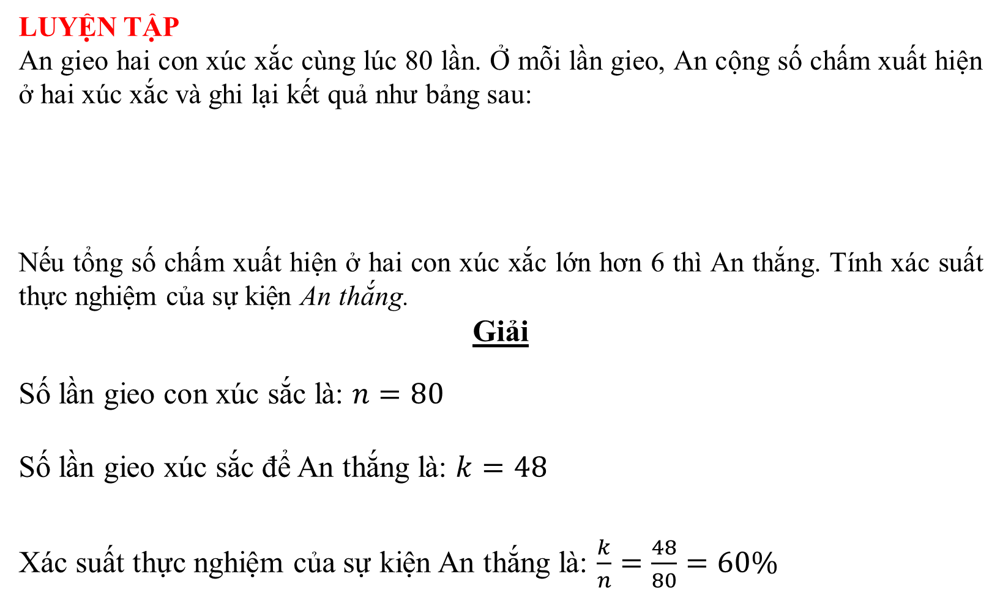 LUYỆN TẬP
An gieo hai con xúc xắc cùng lúc 80 lần. Ở mỗi lần gieo, An cộng số chấm xuất hiện
ở hai xúc xắc và ghi lại kết quả như bảng sau:
Nếu tổng số chấm xuất hiện ở hai con xúc xắc lớn hơn 6 thì An thắng. Tính xác suất
thực nghiệm của sự kiện An thắng.
Giải
Số lần gieo con xúc sắc là: n = 80
Số lần gieo xúc sắc để An thắng là: k = 48
Xác suất thực nghiệm của sự kiện An thắng là: k/n = 48/80 = 60%